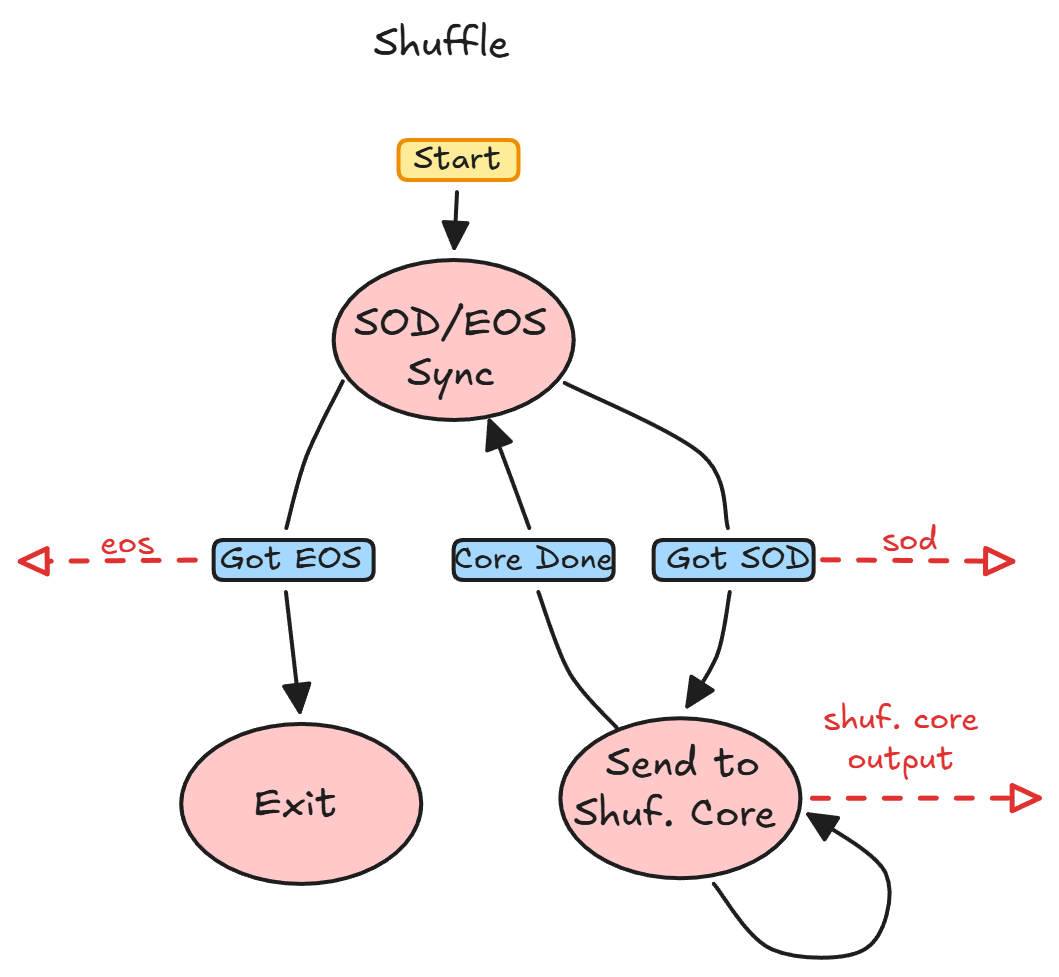 Shuffle
Start
SOD/EOS
Sync
eos
Got EOS
Core Done
Got SOD
sod
shuf. core
output
Send to
Shuf. Core
Exit